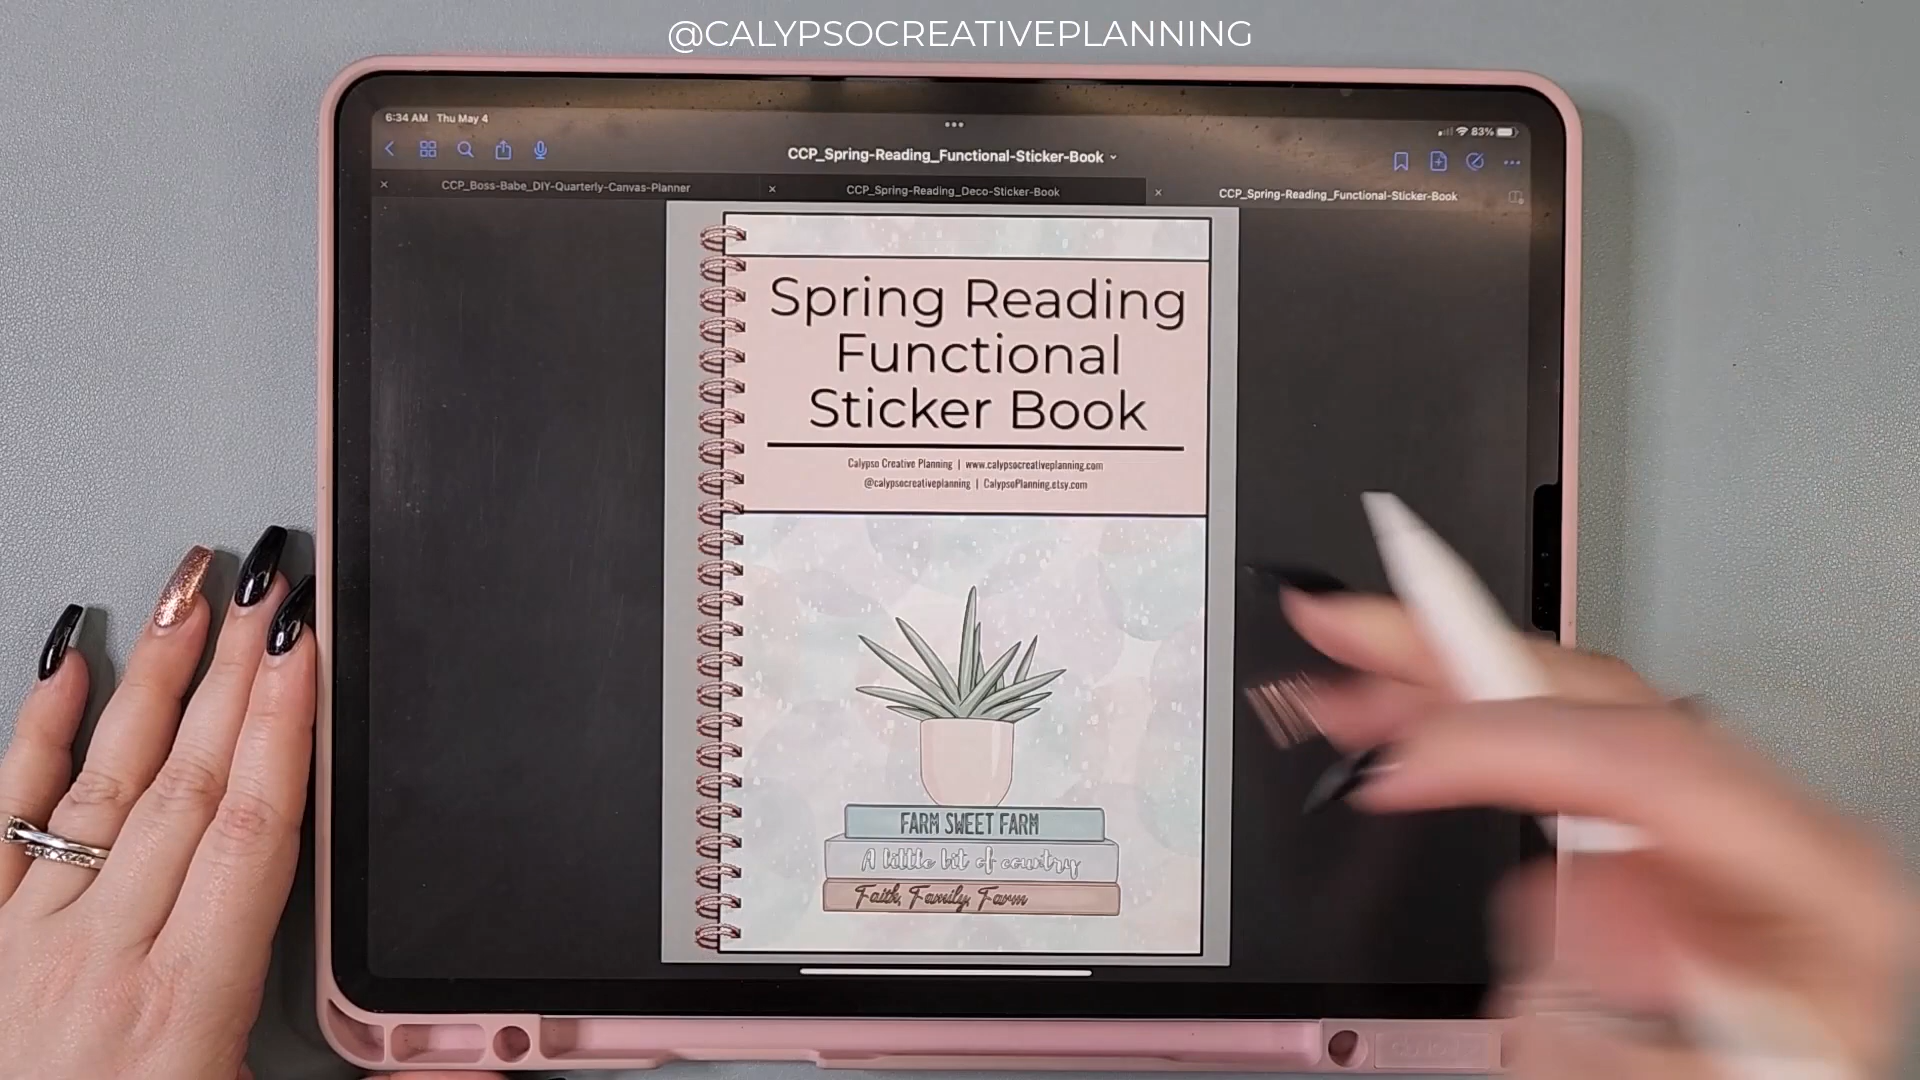 @CALYPSOCREATIVEPLANNING
6:34 AM Thu May 4
83%
CCP_Spring-Reading_Functional-Sticker-Book
CCP_Boss-Babe_DIY-Quarterly-Canvas-Planner
CCP_Spring-Reading_Deco-Sticker-Book
CCP_Spring-Reading_Functional-Sticker-Book
Spring Reading
Functional
Sticker Book
Calypso Creative Planning | www.calypsocreativeplanning.com
@calypsocreativeplanning | CalypsoPlanning.etsy.com
FARM SWEET FARM
A little bit of country
Faith, Family, Farm